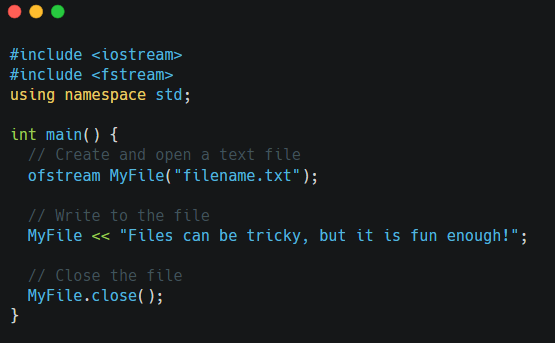 #include <iostream>
#include <fstream>
using namespace std;
int main() {
// Create and open a text file
ofstream MyFile("filename.txt");
// Write to the file
MyFile << "Files can be tricky, but it is fun enough!";
// Close the file
MyFile.close();
}